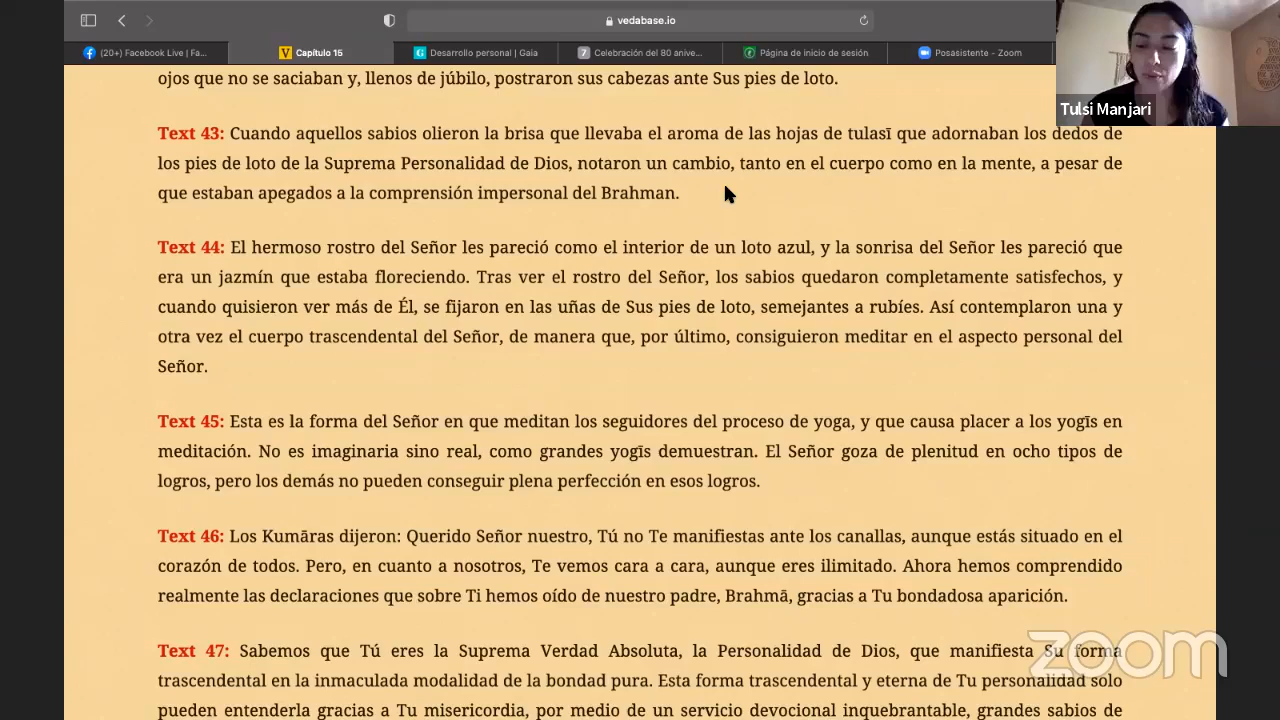 vedabase.io
(20+) Facebook Live | Fa...
Capítulo 15
Desarrollo personal | Gaia
Celebración del 80 anive...
Página de inicio de sesión
Posasistente - Zoom
Tulsi Manjari
ojos que no se saciaban y, llenos de júbilo, postraron sus cabezas ante Sus pies de loto.
Text 43: Cuando aquellos sabios olieron la brisa que llevaba el aroma de las hojas de tulasī que adornaban los dedos de
los pies de loto de la Suprema Personalidad de Dios, notaron un cambio, tanto en el cuerpo como en la mente, a pesar de
que estaban apegados a la comprensión impersonal del Brahman.
Text 44: El hermoso rostro del Señor les pareció como el interior de un loto azul, y la sonrisa del Señor les pareció que
era un jazmín que estaba floreciendo. Tras ver el rostro del Señor, los sabios quedaron completamente satisfechos, y
cuando quisieron ver más de Él, se fijaron en las uñas de Sus pies de loto, semejantes a rubíes. Así contemplaron una y
otra vez el cuerpo trascendental del Señor, de manera que, por último, consiguieron meditar en el aspecto personal del
Señor.
Text 45: Esta es la forma del Señor en que meditan los seguidores del proceso de yoga, y que causa placer a los yogīs en
meditación. No es imaginaria sino real, como grandes yogīs demuestran. El Señor goza de plenitud en ocho tipos de
logros, pero los demás no pueden conseguir plena perfección en esos logros.
Text 46: Los Kumāras dijeron: Querido Señor nuestro, Tú no Te manifiestas ante los canallas, aunque estás situado en el
corazón de todos. Pero, en cuanto a nosotros, Te vemos cara a cara, aunque eres ilimitado. Ahora hemos comprendido
realmente las declaraciones que sobre Ti hemos oído de nuestro padre, Brahmā, gracias a Tu bondadosa aparición.
Text 47: Sabemos que Tú eres la Suprema Verdad Absoluta, la Personalidad de Dios, que manifiesta Su forma
trascendental en la inmaculada modalidad de la bondad pura. Esta forma trascendental y eterna de Tu personalidad solo
pueden entenderla gracias a Tu misericordia, por medio de un servicio devocional inquebrantable, grandes sabios de
zoom